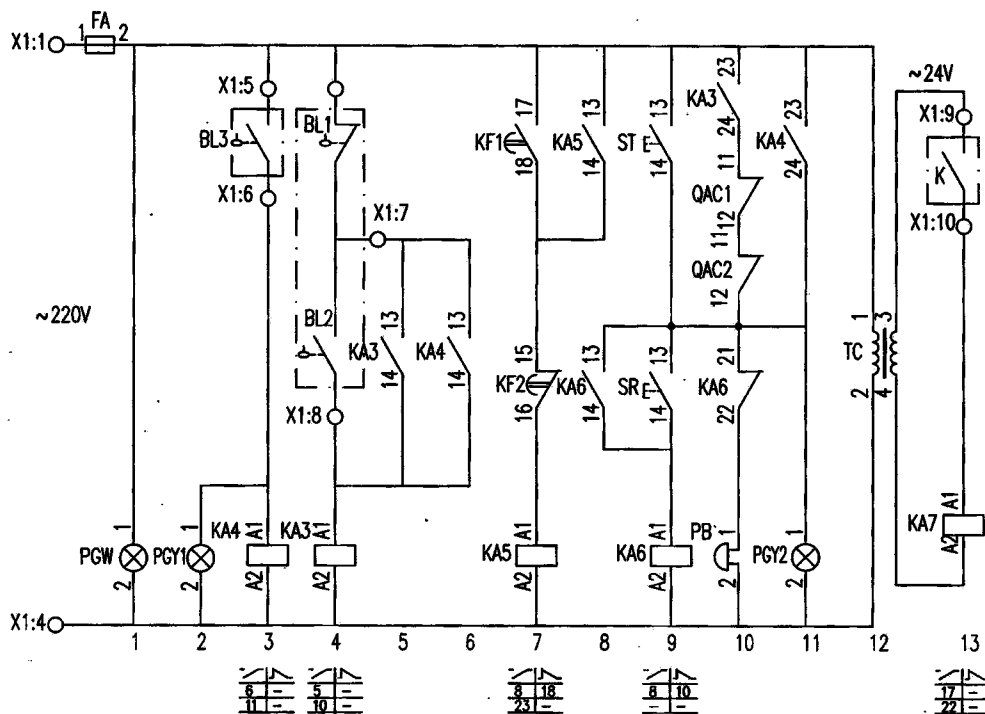 FA
X1:1 1 2
23
~24V
X1:5
17 13 13 KA3 23
X1:9
BL3 BL1
24
KF1 KA5 ST E KA4
18 14 14 11 24
K
X1:6
QAC1
X1:7
12
X1:10
11
QAC2
12
~220V
BL2
13 13
1 3
15 13 13 21
TC
KA3 KA4
KF2 KA6 SR E KA6
2 4
14 14
16 14 14 22
X1:8
1 1 KA4 A1 KA3 A1 A1 A1 PB 1 1 A1
PGW PGY1 KA5 KA6 PGY2 KA7
2 2 A2 A2 A2 A2 2 2 A2
X1:4
1 2 3 4 5 6 7 8 9 10 11 12 13
6 - 5 - 8 18 8 10 17 -
11 - 10 - 23 - - - 22 -